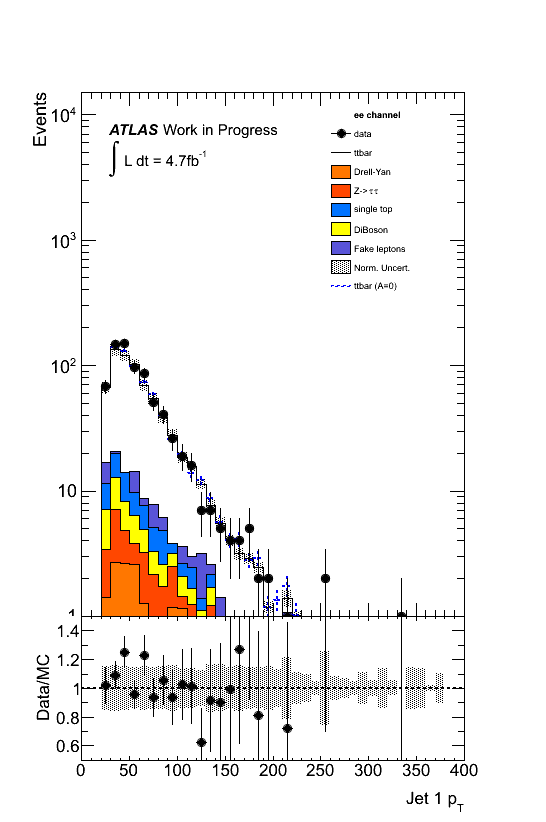 Events
10⁴
10³
10²
10
1
ATLAS Work in Progress
∫ L dt = 4.7fb⁻¹
ee channel
data
ttbar
Drell-Yan
Z->ττ
single top
DiBoson
Fake leptons
Norm. Uncert.
ttbar (A=0)
Data/MC
1.4
1.2
1
0.8
0.6
0 50 100 150 200 250 300 350 400
Jet 1 p_T